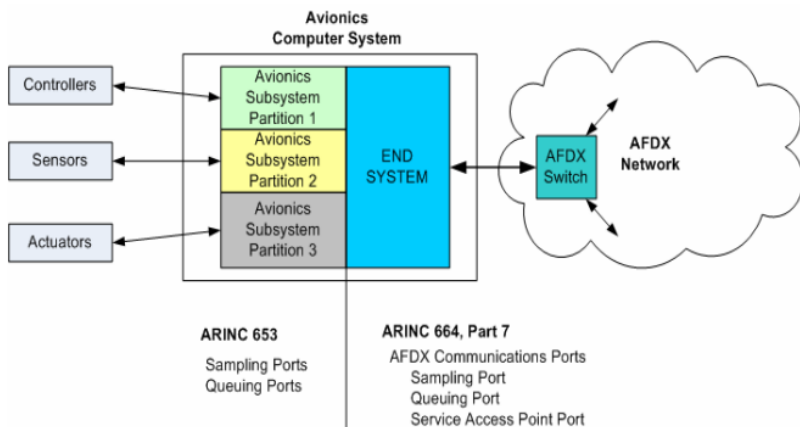 Avionics
Computer System
Controllers
Sensors
Actuators
Avionics
Subsystem
Partition 1
Avionics
Subsystem
Partition 2
Avionics
Subsystem
Partition 3
END
SYSTEM
AFDX
Switch
AFDX
Network
ARINC 653
Sampling Ports
Queuing Ports
ARINC 664, Part 7
AFDX Communications Ports
Sampling Port
Queuing Port
Service Access Point Port